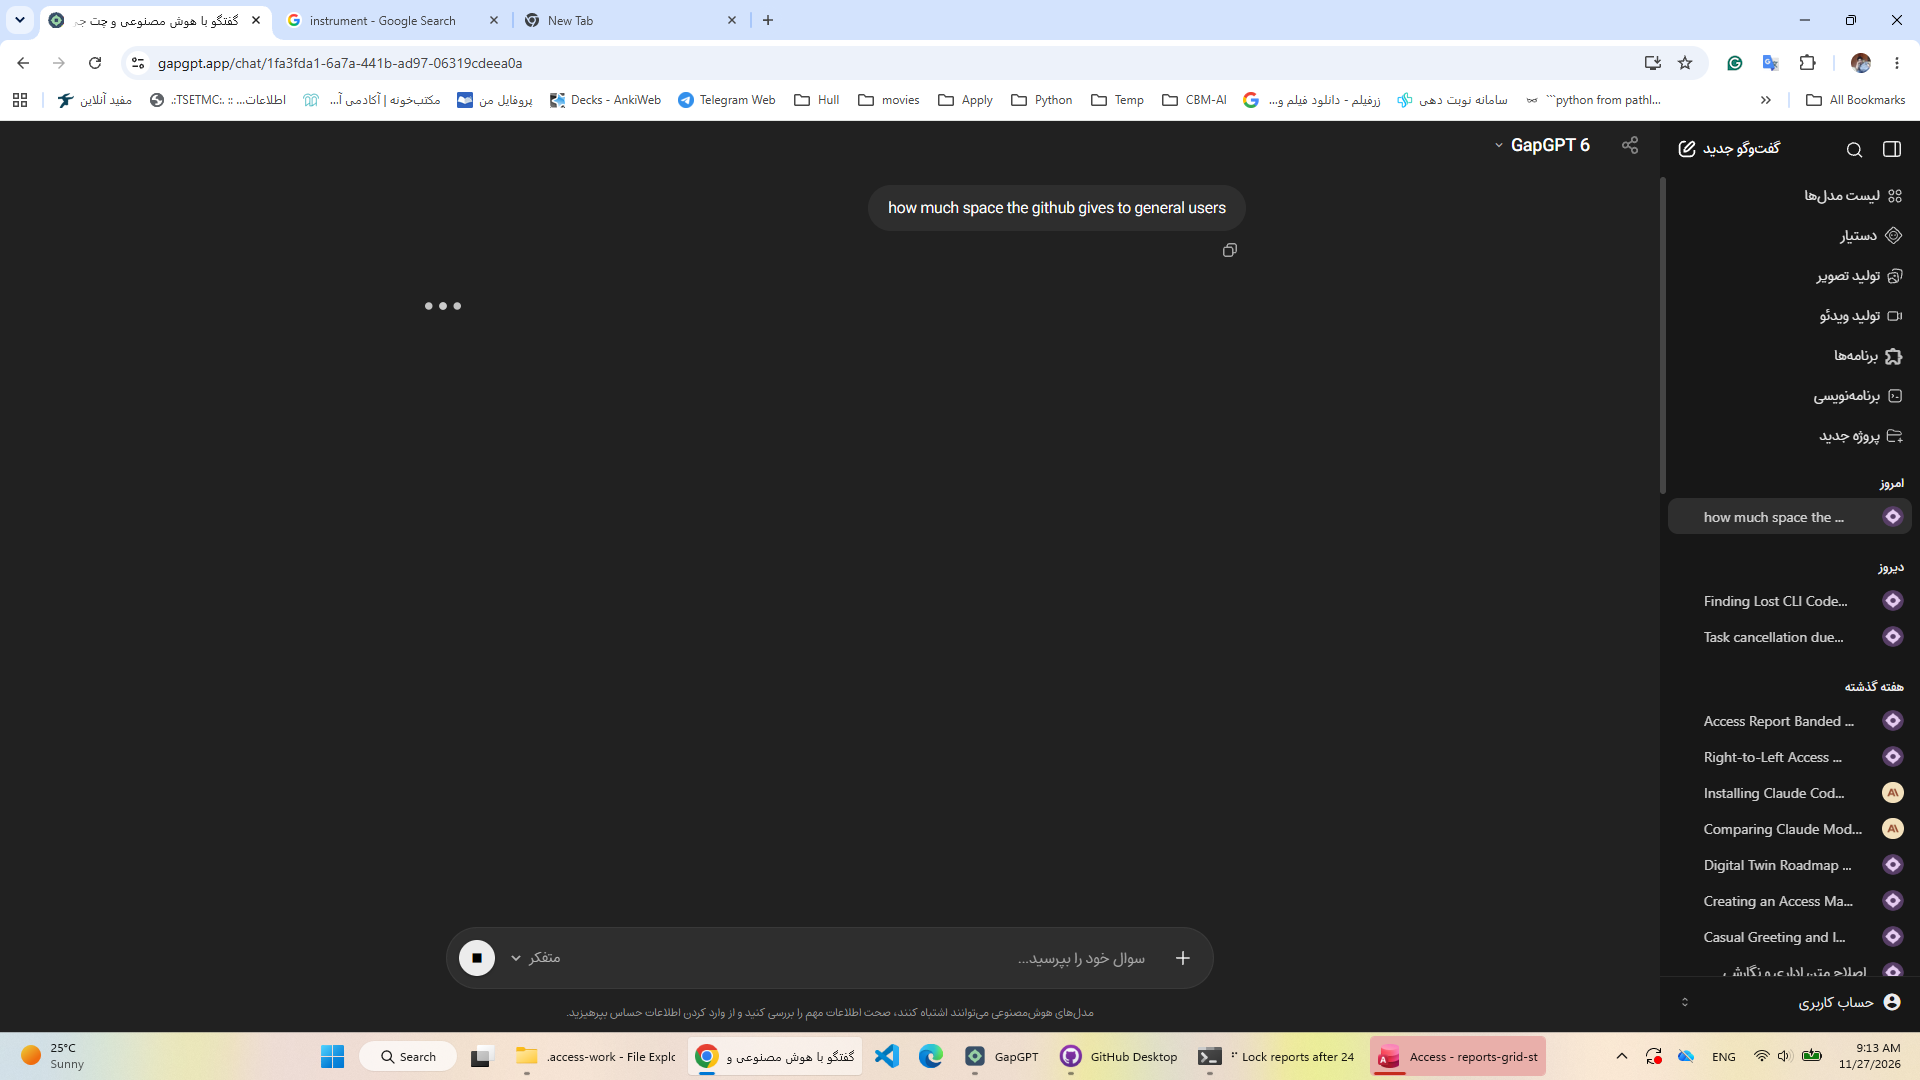 گفتگو با هوش مصنوعی و چت جی
instrument - Google Search
New Tab
gapgpt.app/chat/1fa3fda1-6a7a-441b-ad97-06319cdeea0a
مفید آنلاین
اطلاعات... :: .:TSETMC:.
مکتب‌خونه | آکادمی آ...
پروفایل من
Decks - AnkiWeb
Telegram Web
Hull
movies
Apply
Python
Temp
CBM-AI
زرفیلم - دانلود فیلم و...
سامانه نوبت دهی
```python from pathl...
All Bookmarks
GapGPT 6
گفت‌وگو جدید
how much space the github gives to general users
لیست مدل‌ها
دستیار
تولید تصویر
تولید ویدئو
برنامه‌ها
برنامه‌نویسی
پروژه جدید
امروز
how much space the ...
دیروز
Finding Lost CLI Code...
Task cancellation due...
هفته گذشته
Access Report Banded ...
Right-to-Left Access ...
Installing Claude Cod...
Comparing Claude Mod...
Digital Twin Roadmap ...
Creating an Access Ma...
Casual Greeting and I...
اصلاح متن اداری و نگارشی
حساب کاربری
سوال خود را بپرسید...
متفکر
مدل‌های هوش‌مصنوعی می‌توانند اشتباه کنند، صحت اطلاعات مهم را بررسی کنید و از وارد کردن اطلاعات حساس بپرهیزید.
25°C
Sunny
Search
.access-work - File Explc
گفتگو با هوش مصنوعی و
GapGPT
GitHub Desktop
Lock reports after 24
Access - reports-grid-st
ENG
9:13 AM
11/27/2026